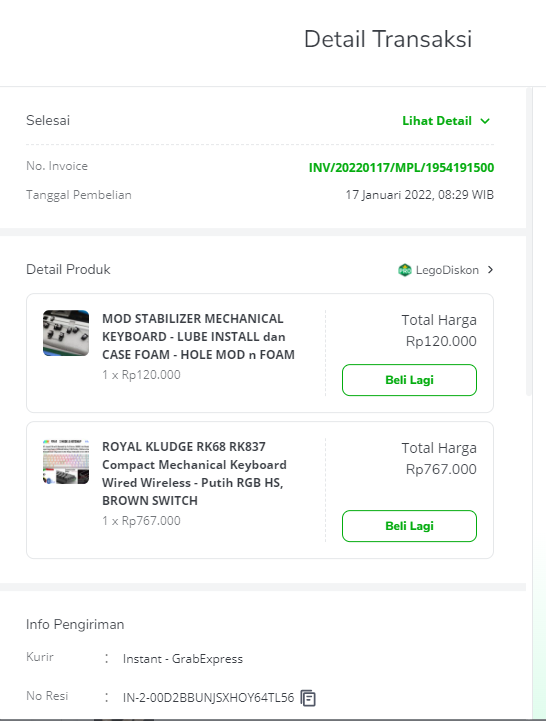 Detail Transaksi
Selesai
Lihat Detail
No. Invoice
INV/20220117/MPL/1954191500
Tanggal Pembelian
17 Januari 2022, 08:29 WIB
Detail Produk
LegoDiskon
MOD STABILIZER MECHANICAL
KEYBOARD - LUBE INSTALL dan
CASE FOAM - HOLE MOD n FOAM
1 x Rp120.000
Total Harga
Rp120.000
Beli Lagi
ROYAL KLUDGE RK68 RK837
Compact Mechanical Keyboard
Wired Wireless - Putih RGB HS,
BROWN SWITCH
1 x Rp767.000
Total Harga
Rp767.000
Beli Lagi
Info Pengiriman
Kurir : Instant - GrabExpress
No Resi : IN-2-00D2BBUNJSXHOY64TL56